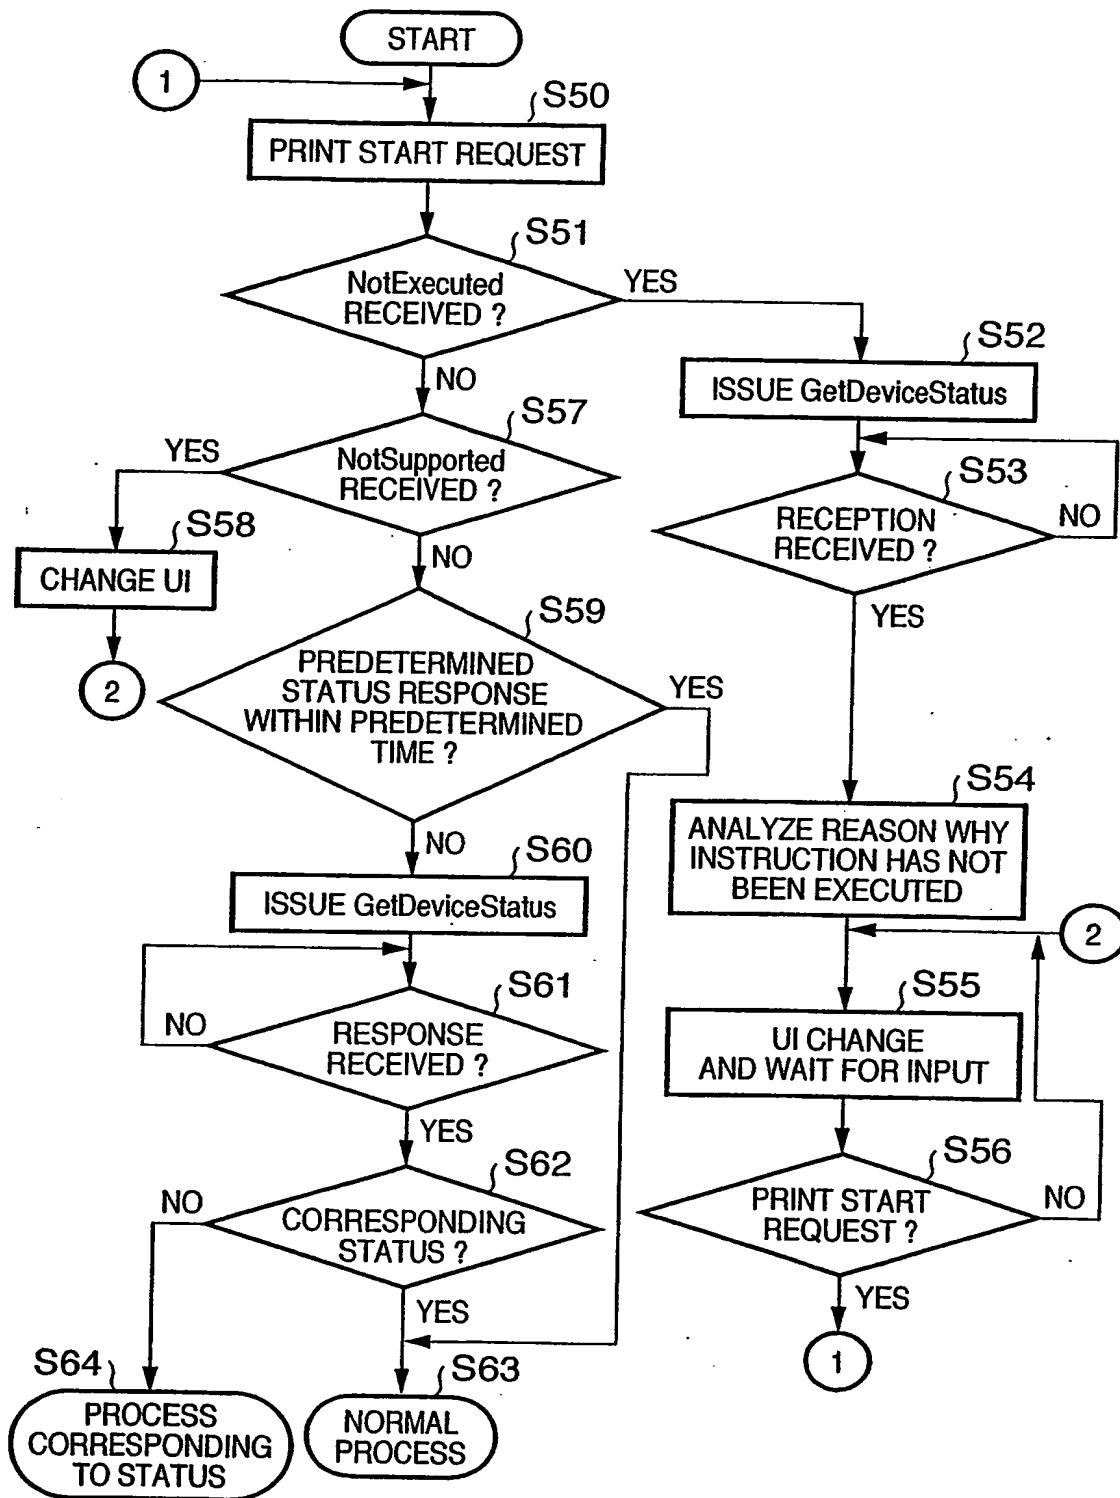 START
1
S50
PRINT START REQUEST
S51
NotExecuted
RECEIVED ?
YES
NO
S52
ISSUE GetDeviceStatus
S53
RECEPTION
RECEIVED ?
NO
YES
S54
ANALYZE REASON WHY
INSTRUCTION HAS NOT
BEEN EXECUTED
2
S55
UI CHANGE
AND WAIT FOR INPUT
S56
PRINT START
REQUEST ?
NO
YES
1
S57
NotSupported
RECEIVED ?
YES
NO
S58
CHANGE UI
2
S59
PREDETERMINED
STATUS RESPONSE
WITHIN PREDETERMINED
TIME ?
YES
NO
S60
ISSUE GetDeviceStatus
S61
RESPONSE
RECEIVED ?
NO
YES
S62
CORRESPONDING
STATUS ?
NO
YES
S64
PROCESS
CORRESPONDING
TO STATUS
S63
NORMAL
PROCESS